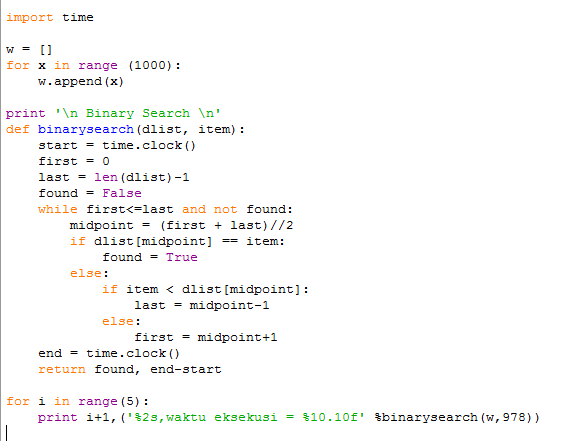 import time

w = []
for x in range (1000):
    w.append(x)

print '\n Binary Search \n'
def binarysearch(dlist, item):
    start = time.clock()
    first = 0
    last = len(dlist)-1
    found = False
    while first<=last and not found:
        midpoint = (first + last)//2
        if dlist[midpoint] == item:
            found = True
        else:
            if item < dlist[midpoint]:
                last = midpoint-1
            else:
                first = midpoint+1
    end = time.clock()
    return found, end-start

for i in range(5):
    print i+1,('%2s,waktu eksekusi = %10.10f' %binarysearch(w,978))